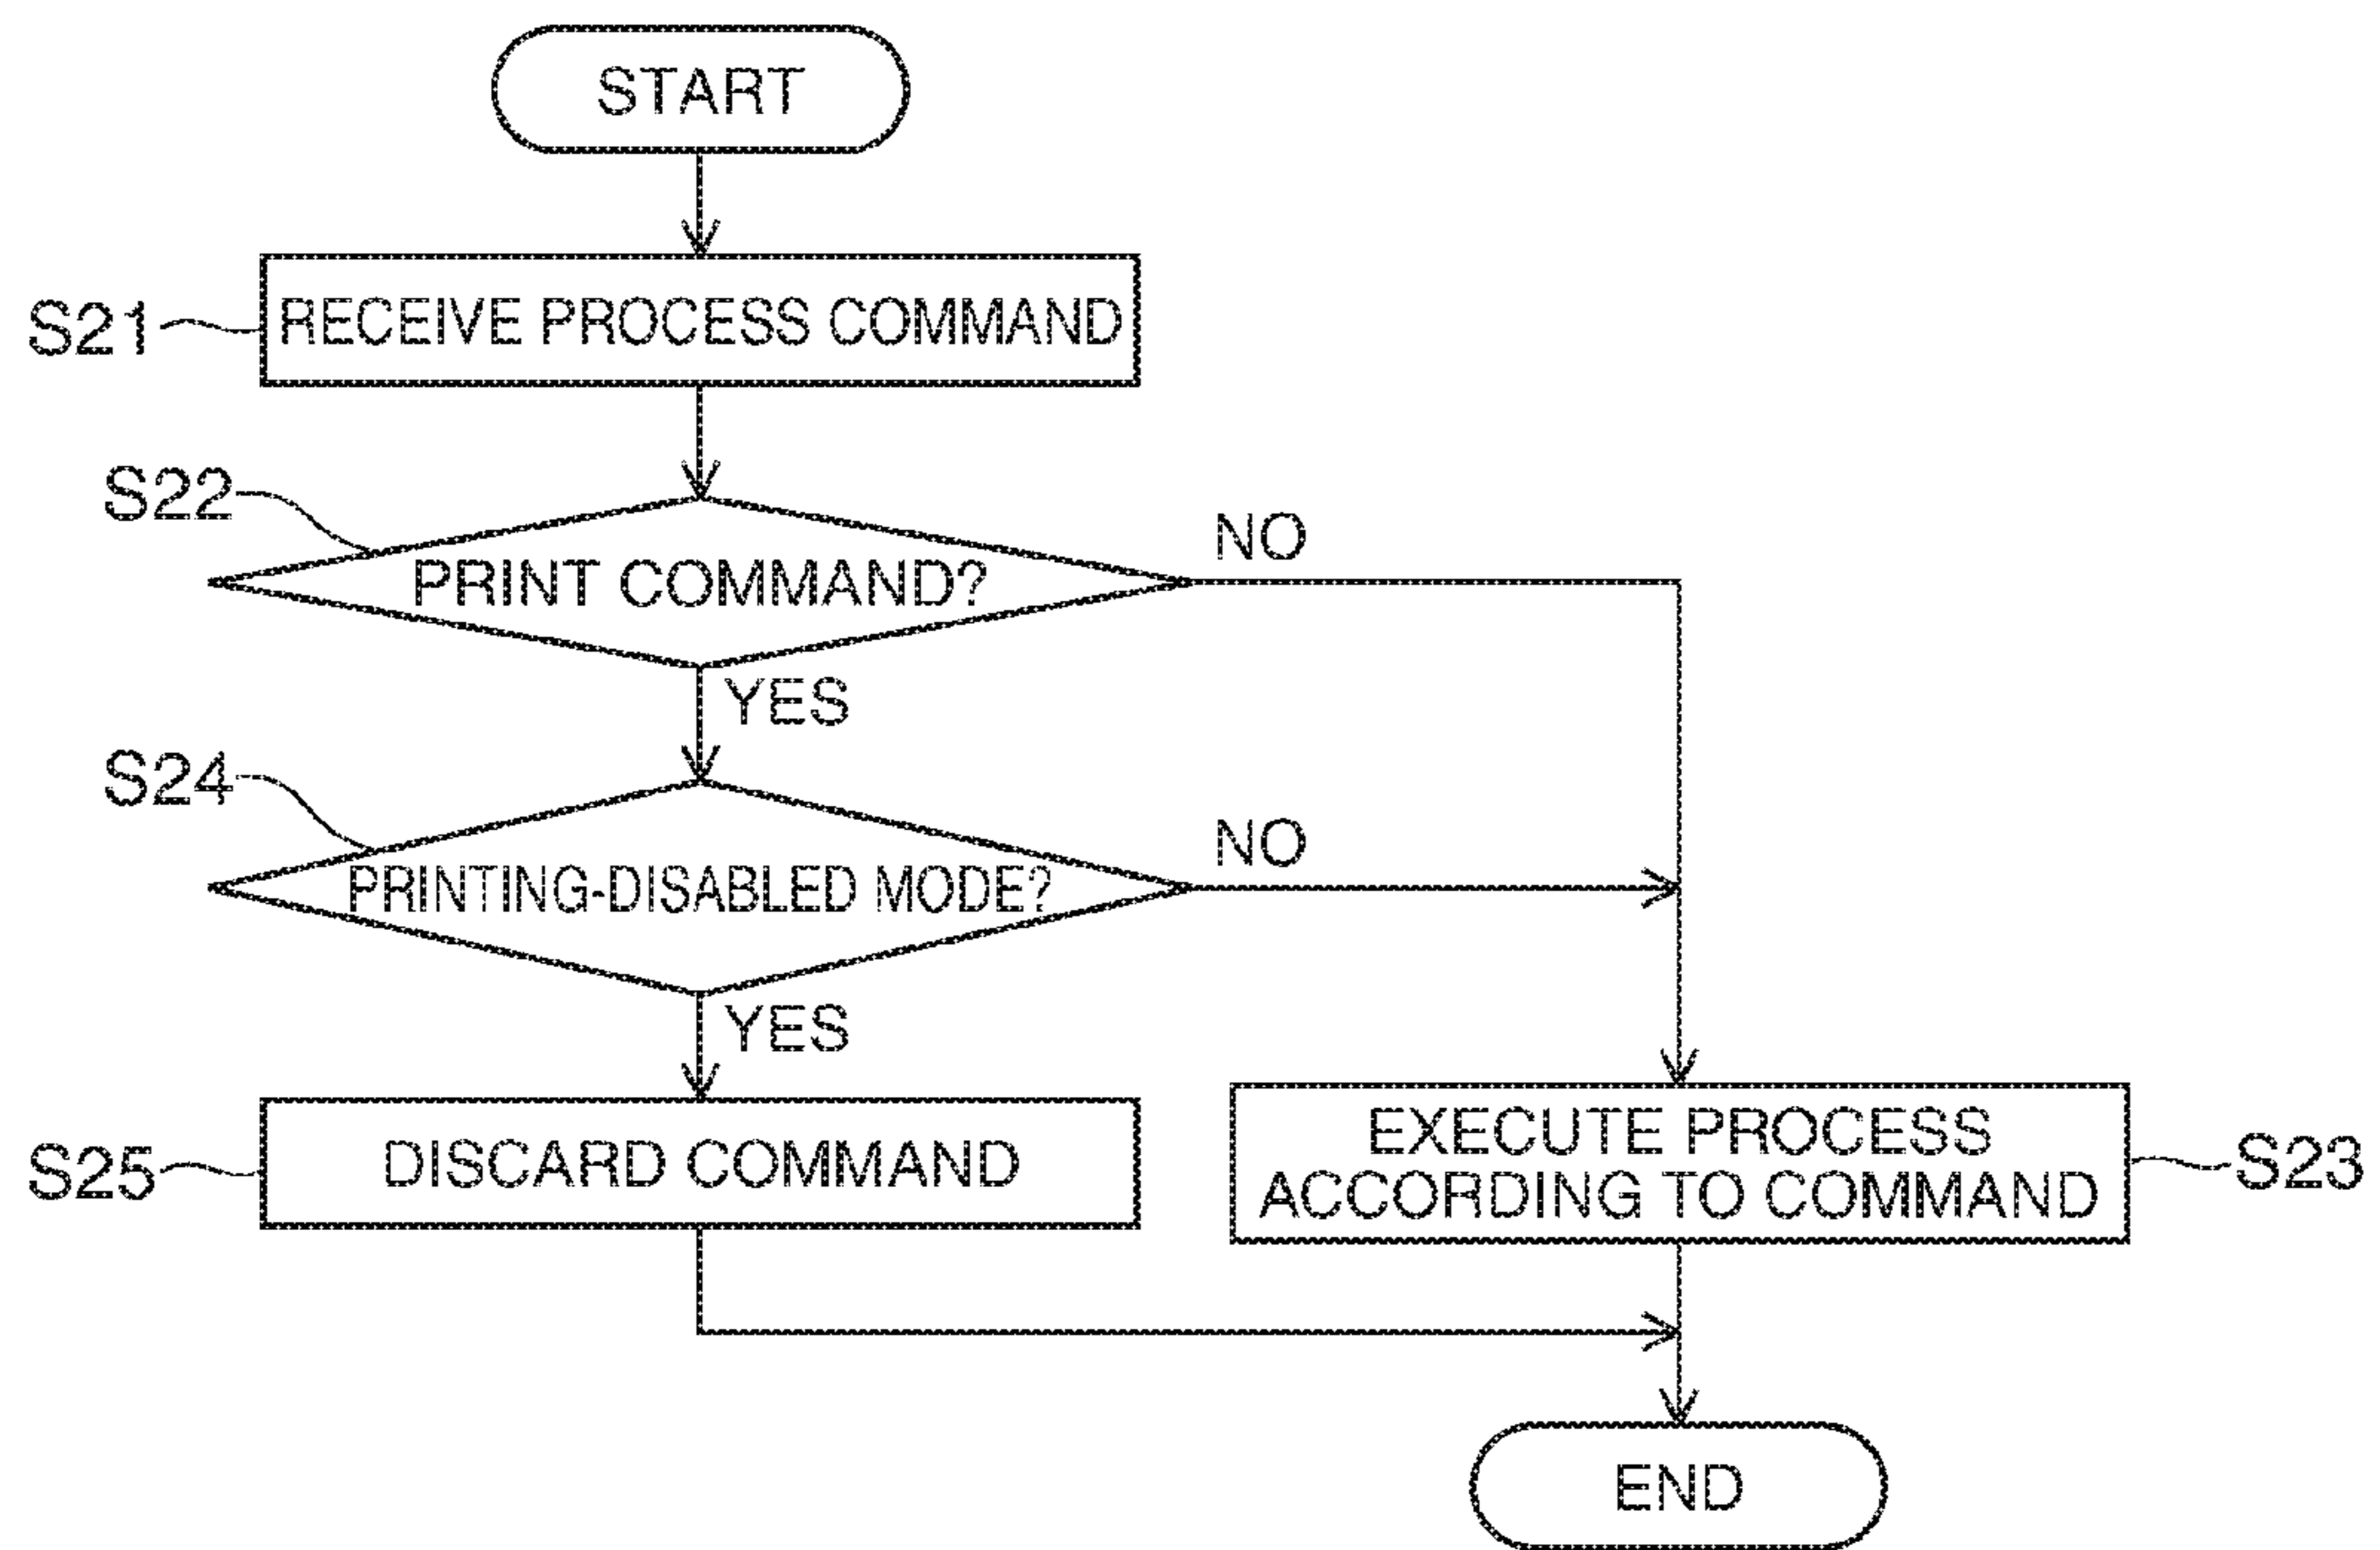 START
S21
RECEIVE PROCESS COMMAND
S22
PRINT COMMAND?
NO
YES
S24
PRINTING-DISABLED MODE?
NO
YES
S25
DISCARD COMMAND
EXECUTE PROCESS
ACCORDING TO COMMAND
S23
END